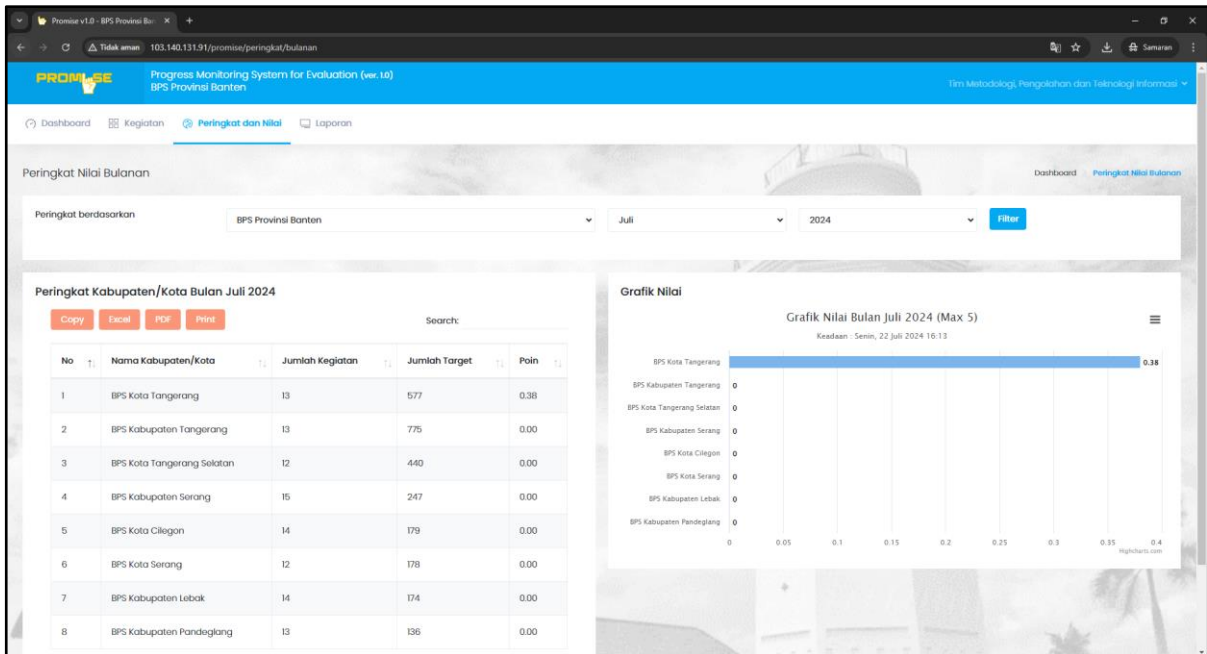 Promise v1.0 - BPS Provinsi Ban
Tidak aman 103.140.131.91/promise/peringkat/bulanan Samaran
PROMISE
Progress Monitoring System for Evaluation (ver. 1.0)
BPS Provinsi Banten
Tim Metodologi, Pengolahan dan Teknologi Informasi
Dashboard Kegiatan Peringkat dan Nilai Laporan
Peringkat Nilai Bulanan
Dashboard Peringkat Nilai Bulanan
Peringkat berdasarkan BPS Provinsi Banten Juli 2024 Filter
Peringkat Kabupaten/Kota Bulan Juli 2024
Copy Excel PDF Print Search:
No Nama Kabupaten/Kota Jumlah Kegiatan Jumlah Target Poin
1 BPS Kota Tangerang 13 577 0.38
2 BPS Kabupaten Tangerang 13 775 0.00
3 BPS Kota Tangerang Selatan 12 440 0.00
4 BPS Kabupaten Serang 15 247 0.00
5 BPS Kota Cilegon 14 179 0.00
6 BPS Kota Serang 12 178 0.00
7 BPS Kabupaten Lebak 14 174 0.00
8 BPS Kabupaten Pandeglang 13 136 0.00
Grafik Nilai
Grafik Nilai Bulan Juli 2024 (Max 5)
Keadaan : Senin, 22 Juli 2024 16:13
BPS Kota Tangerang 0.38
BPS Kabupaten Tangerang 0
BPS Kota Tangerang Selatan 0
BPS Kabupaten Serang 0
BPS Kota Cilegon 0
BPS Kota Serang 0
BPS Kabupaten Lebak 0
BPS Kabupaten Pandeglang 0
0 0.05 0.1 0.15 0.2 0.25 0.3 0.35 0.4
Highcharts.com